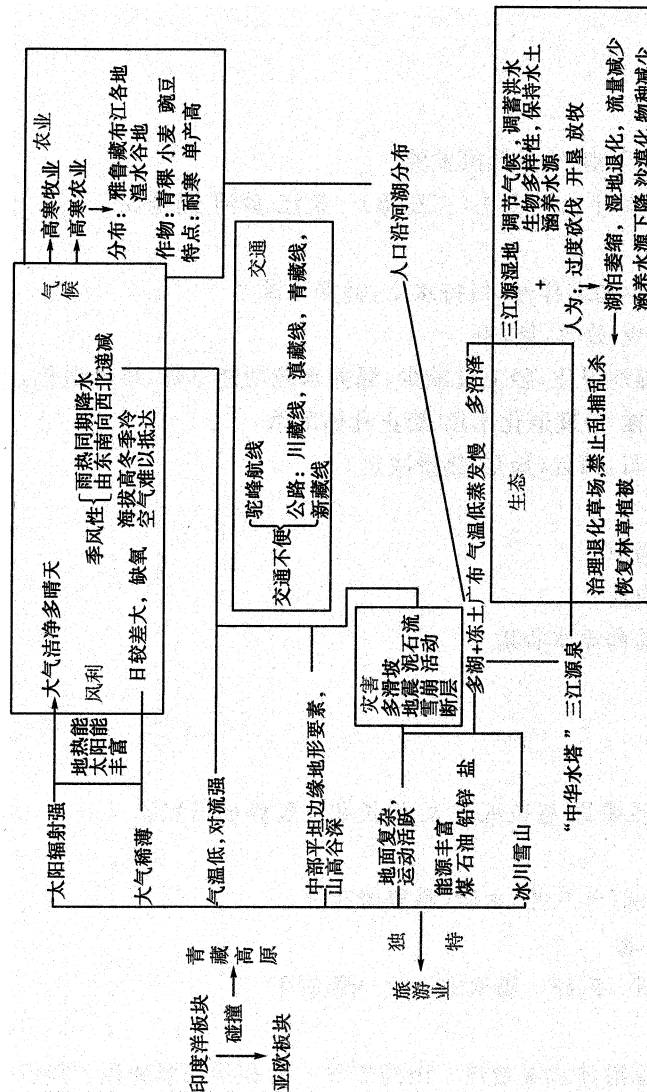 印度洋板块
碰撞
亚欧板块
青藏高原
独特
旅游业
太阳辐射强
大气稀薄
气温低,对流强
中部平坦边缘地形要素,
山高谷深
地面复杂,
运动活跃
能源丰富
煤 石油 铅锌 盐
冰川雪山
地热能
太阳能
丰富
大气洁净多晴天
风利
日较差大,缺氧
气候
季风性
雨热同期降水
由东南向西北递减
海拔高冬季冷
空气难以抵达
高寒牧业
高寒农业
农业
分布:雅鲁藏布江各地
湟水谷地
作物:青稞 小麦 豌豆
特点:耐寒 单产高
交通
交通不便
驼峰航线
公路:川藏线,滇藏线,青藏线,
新藏线
灾害
多滑坡 泥石流
地震 雪崩 活动
断层
人口沿河湖分布
多湖+冻土广布 气温低蒸发慢 多沼泽
“中华水塔”三江源泉
生态
三江源湿地 调节气候,调蓄洪水
生物多样性,保持水土
涵养水源
+
人为:过度砍伐 开垦 放牧
湖泊萎缩,湿地退化,流量减少
涵养水源下降 沙漠化 物种减少
治理退化草场,禁止乱捕乱杀
恢复林草植被